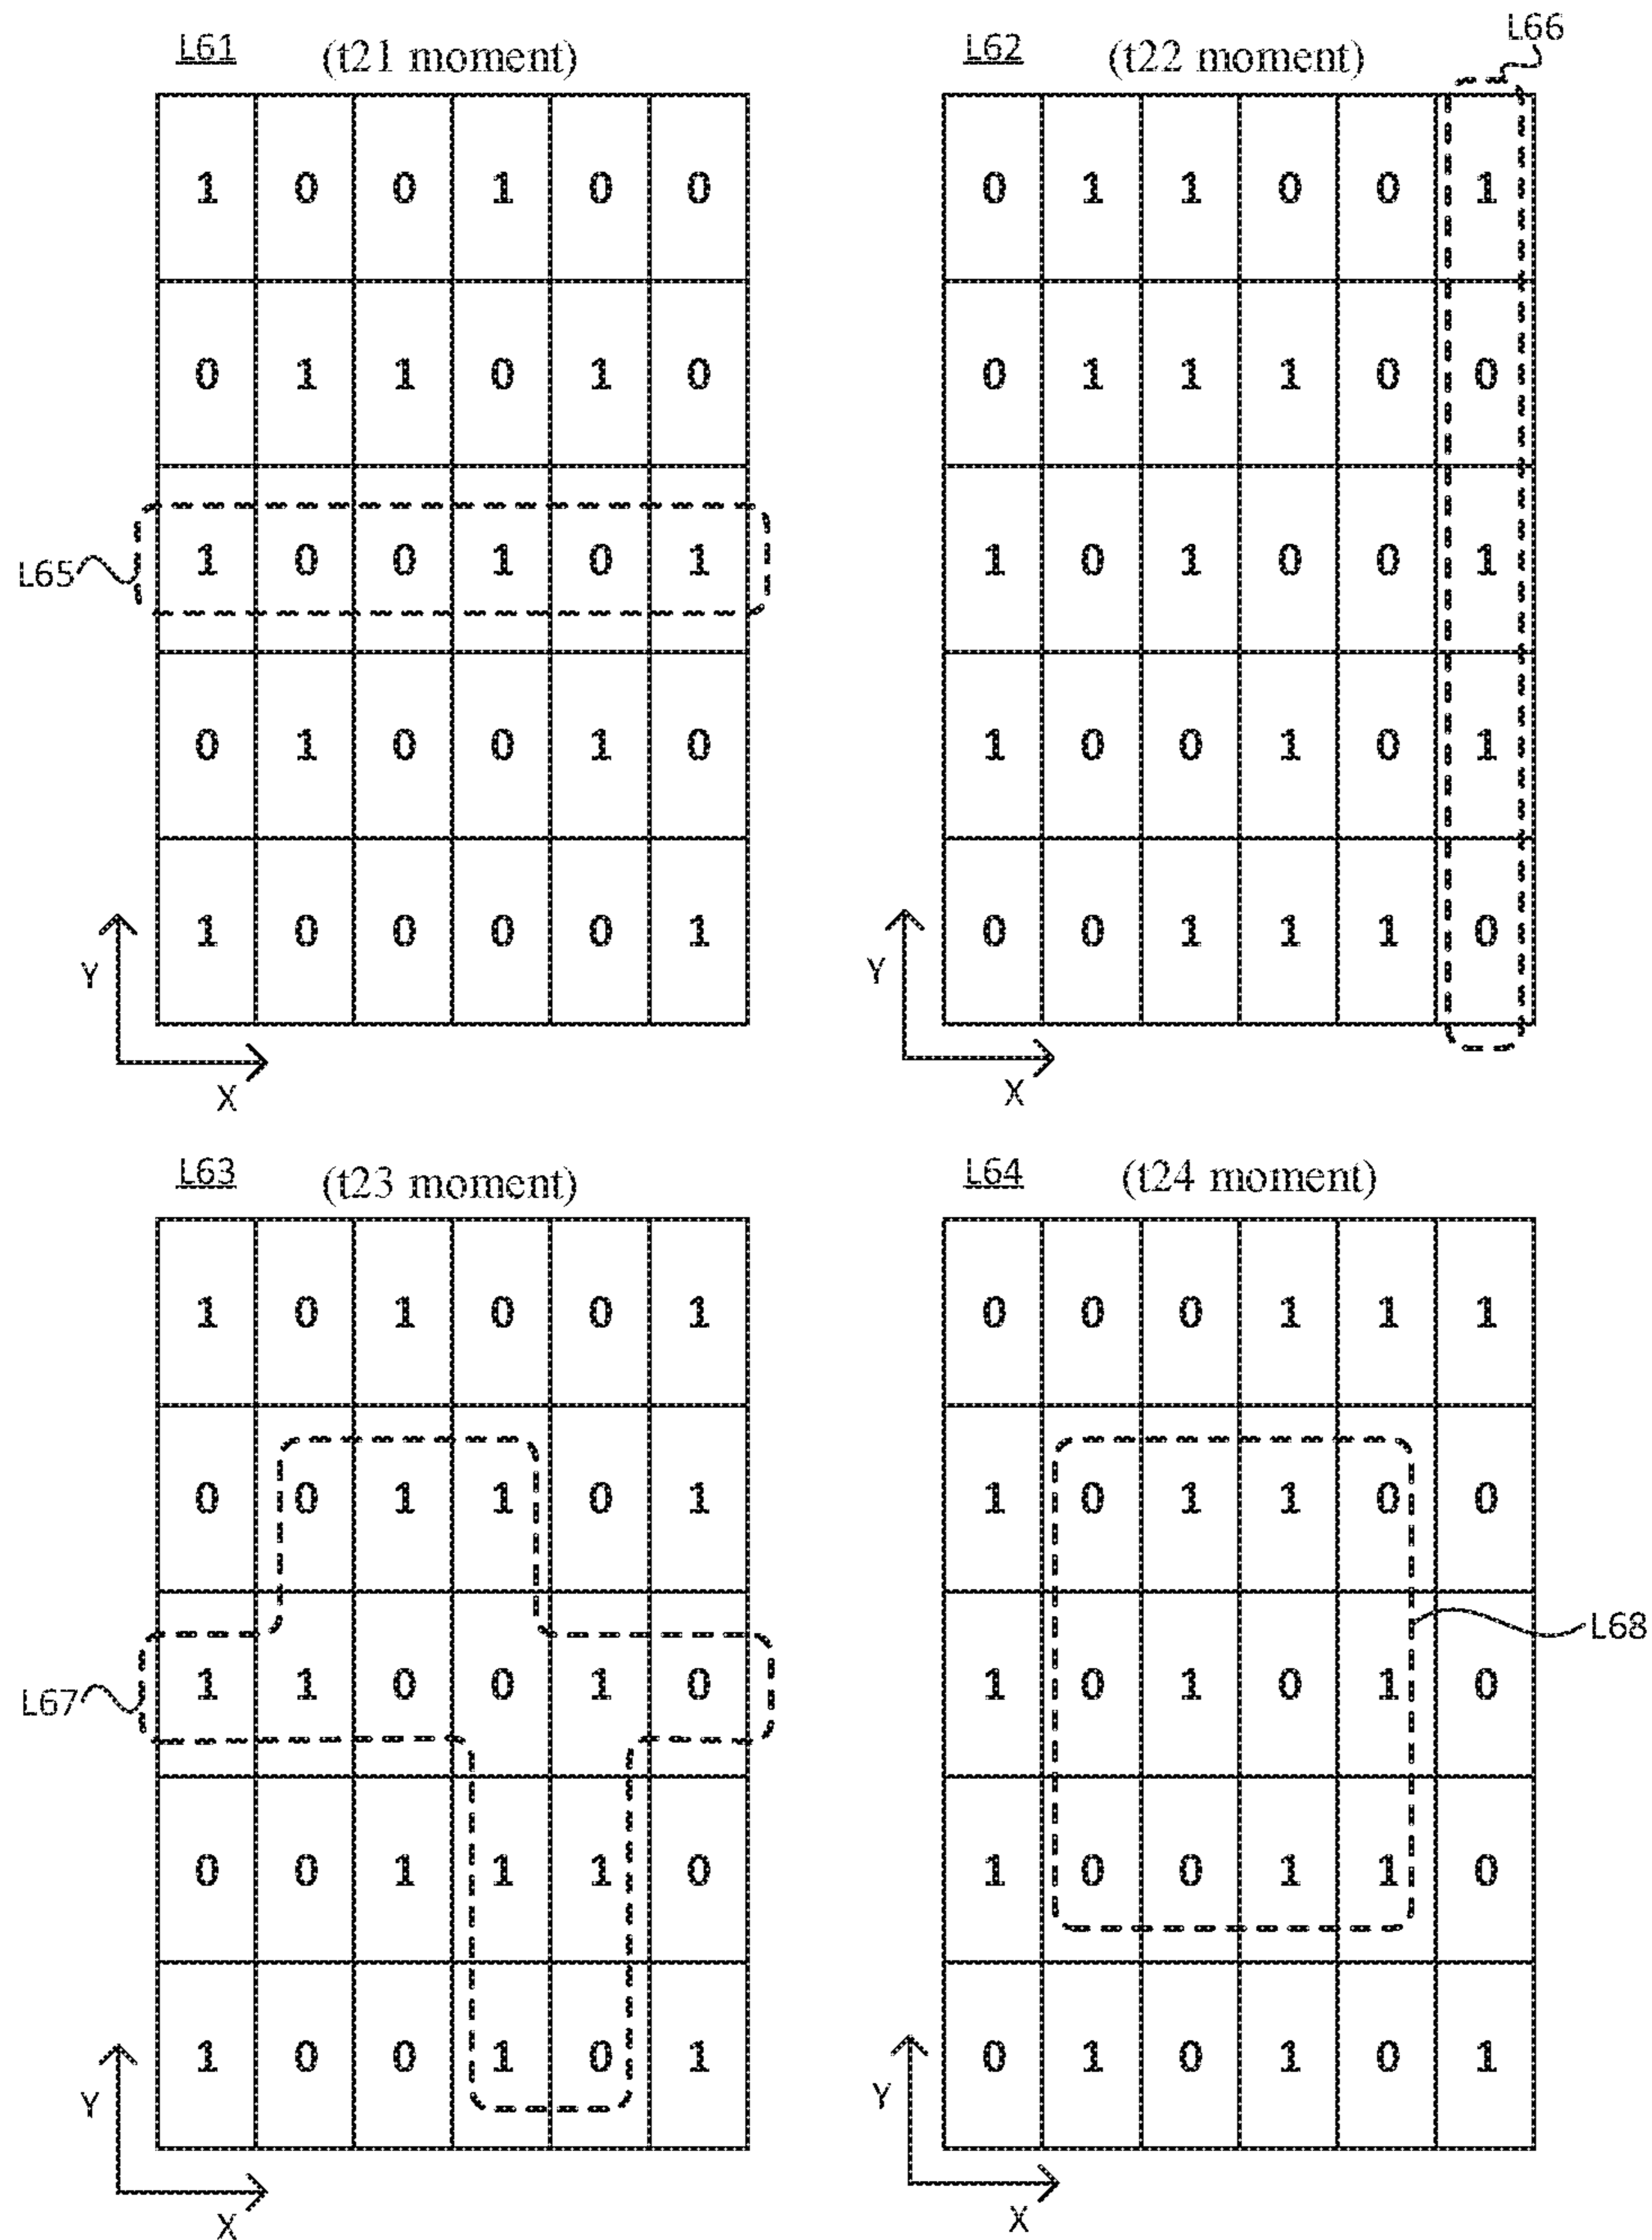 L61 (t21 moment)
1 0 0 1 0 0
0 1 1 0 1 0
L65 1 0 0 1 0 1
0 1 0 0 1 0
1 0 0 0 0 1
Y
X
L62 (t22 moment) L66
0 1 1 0 0 1
0 1 1 1 0 0
1 0 1 0 0 1
1 0 0 1 0 1
0 0 1 1 1 0
Y
X
L63 (t23 moment)
1 0 1 0 0 1
0 0 1 1 0 1
L67 1 1 0 0 1 0
0 0 1 1 1 0
1 0 0 1 0 1
Y
X
L64 (t24 moment)
0 0 0 1 1 1
1 0 1 1 0 0
1 0 1 0 1 0 L68
1 0 0 1 1 0
0 1 0 1 0 1
Y
X